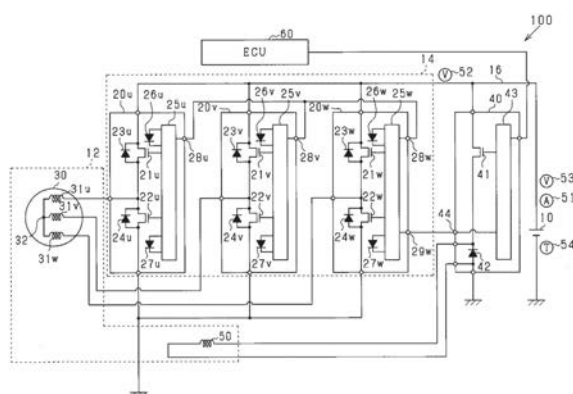 100
60
ECU
14
V 52
16
20u 26u 25u
20v 26v 25v
20w 26w 25w
40 43
23u
23v
23w
28u
28v
28w
12
21u
21v
21w
41
30
31u
31v
22u
22v
22w
V 53
A 51
10
44
32
31w
24u
24v
24w
29w
42
T 54
27u
27v
27w
50